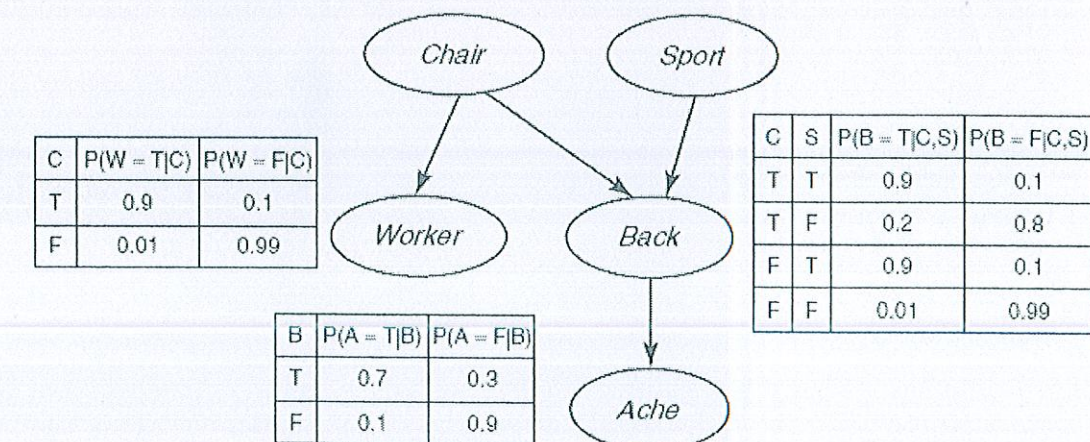 Chair
Sport
C P(W = T|C) P(W = F|C)
T 0.9 0.1
F 0.01 0.99
Worker
Back
C S P(B = T|C,S) P(B = F|C,S)
T T 0.9 0.1
T F 0.2 0.8
F T 0.9 0.1
F F 0.01 0.99
B P(A = T|B) P(A = F|B)
T 0.7 0.3
F 0.1 0.9
Ache